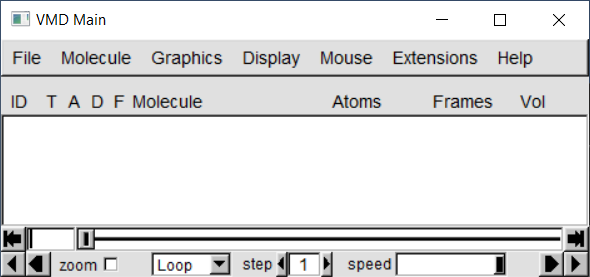 VMD Main
File Molecule Graphics Display Mouse Extensions Help
ID T A D F Molecule Atoms Frames Vol
zoom Loop step 1 speed